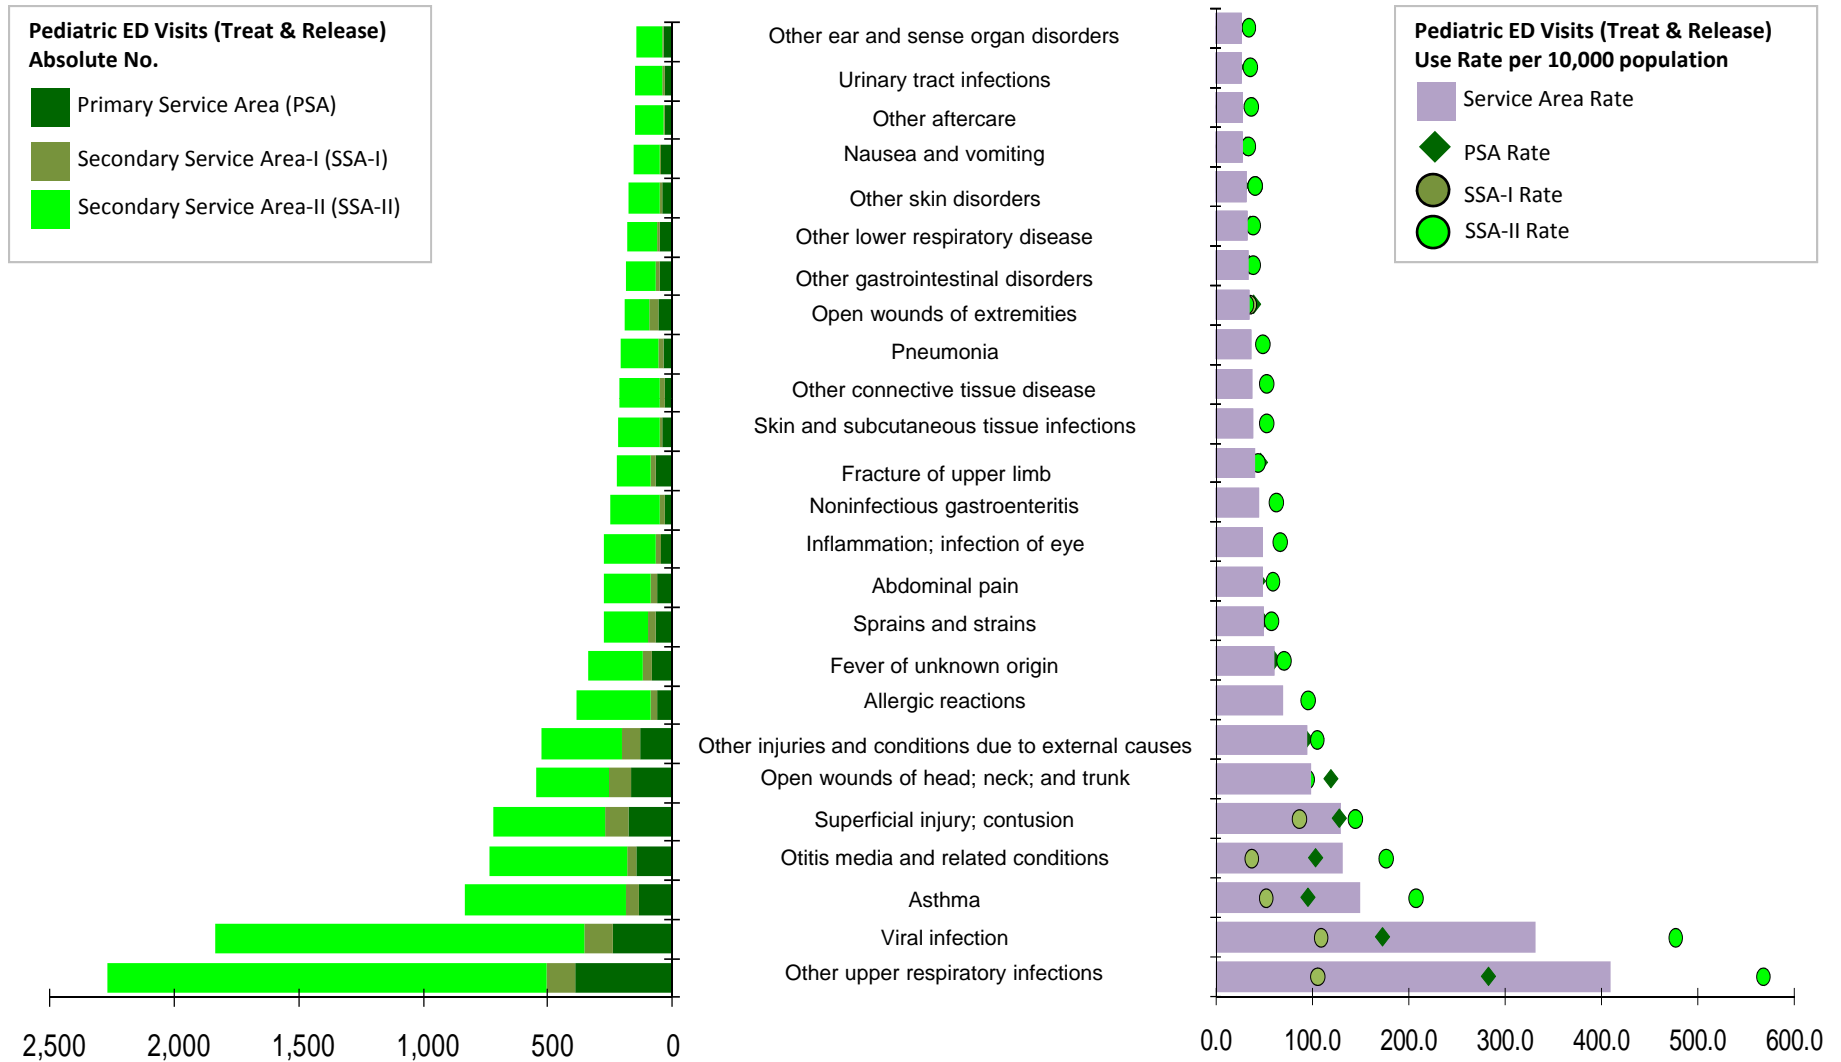 Pediatric ED Visits (Treat & Release)
Absolute No.
Primary Service Area (PSA)
Secondary Service Area-I (SSA-I)
Secondary Service Area-II (SSA-II)
Other ear and sense organ disorders
Urinary tract infections
Other aftercare
Nausea and vomiting
Other skin disorders
Other lower respiratory disease
Other gastrointestinal disorders
Open wounds of extremities
Pneumonia
Other connective tissue disease
Skin and subcutaneous tissue infections
Fracture of upper limb
Noninfectious gastroenteritis
Inflammation; infection of eye
Abdominal pain
Sprains and strains
Fever of unknown origin
Allergic reactions
Other injuries and conditions due to external causes
Open wounds of head; neck; and trunk
Superficial injury; contusion
Otitis media and related conditions
Asthma
Viral infection
Other upper respiratory infections
2,500 2,000 1,500 1,000 500 0
Pediatric ED Visits (Treat & Release)
Use Rate per 10,000 population
Service Area Rate
PSA Rate
SSA-I Rate
SSA-II Rate
0.0 100.0 200.0 300.0 400.0 500.0 600.0